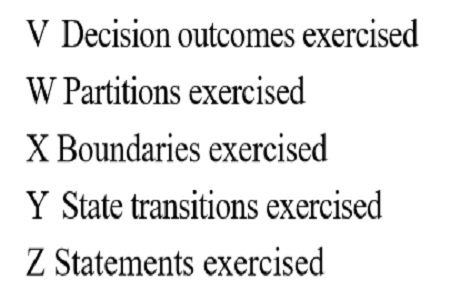 V Decision outcomes exercised
W Partitions exercised
X Boundaries exercised
Y State transitions exercised
Z Statements exercised